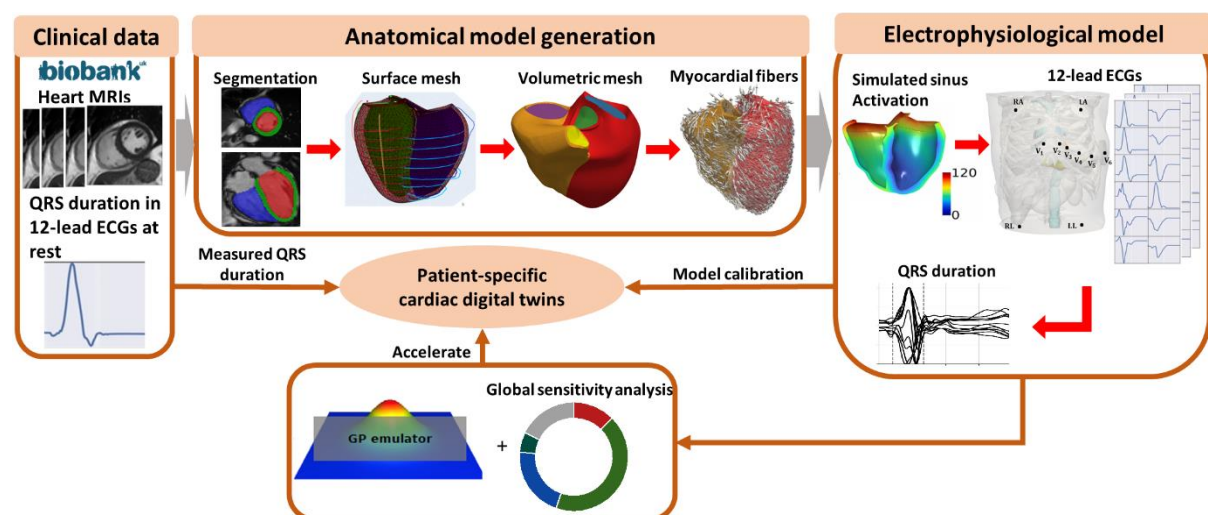 Clinical data
biobank uk
Heart MRIs
QRS duration in
12-lead ECGs at
rest
Anatomical model generation
Segmentation
Surface mesh
Volumetric mesh
Myocardial fibers
Electrophysiological model
Simulated sinus
Activation
120
0
12-lead ECGs
RA
LA
V1
V2
V3
V4
V5
V6
RL
LL
QRS duration
Measured QRS
duration
Patient-specific
cardiac digital twins
Model calibration
Accelerate
Global sensitivity analysis
GP emulator
+